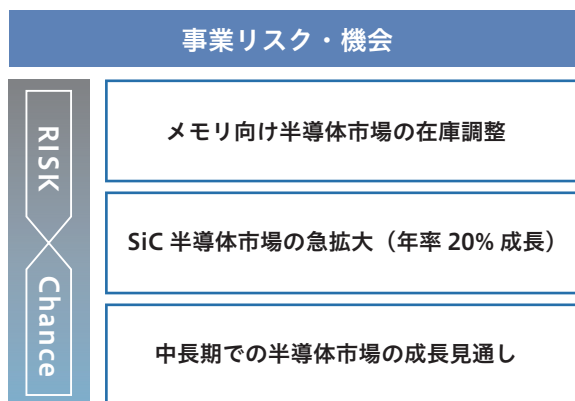 事業リスク・機会
RISK
Chance
メモリ向け半導体市場の在庫調整
SiC 半導体市場の急拡大（年率 20% 成長）
中長期での半導体市場の成長見通し